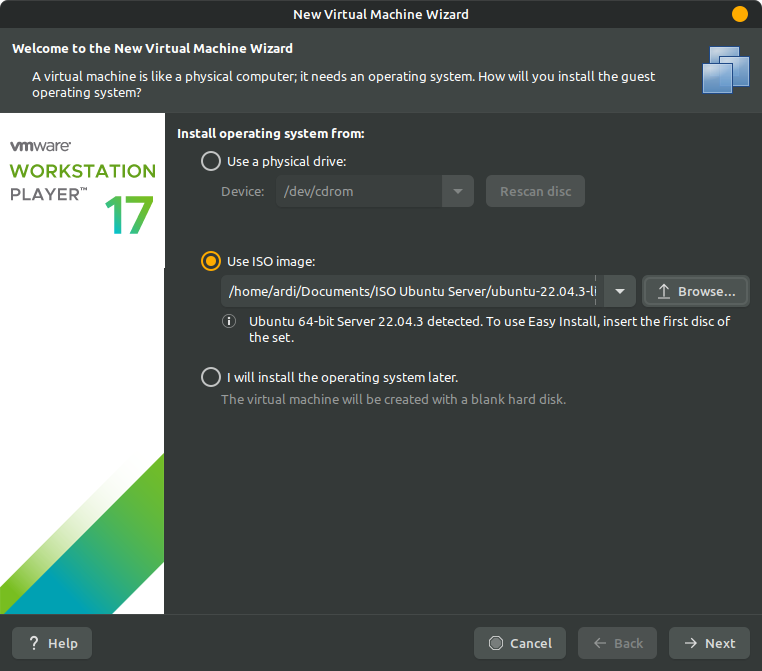 New Virtual Machine Wizard
Welcome to the New Virtual Machine Wizard
A virtual machine is like a physical computer; it needs an operating system. How will you install the guest
operating system?
vmware®
WORKSTATION
PLAYER™
17
Install operating system from:
Use a physical drive:
Device: /dev/cdrom Rescan disc
Use ISO image:
/home/ardi/Documents/ISO Ubuntu Server/ubuntu-22.04.3-li Browse...
Ubuntu 64-bit Server 22.04.3 detected. To use Easy Install, insert the first disc of
the set.
I will install the operating system later.
The virtual machine will be created with a blank hard disk.
Help Cancel Back Next